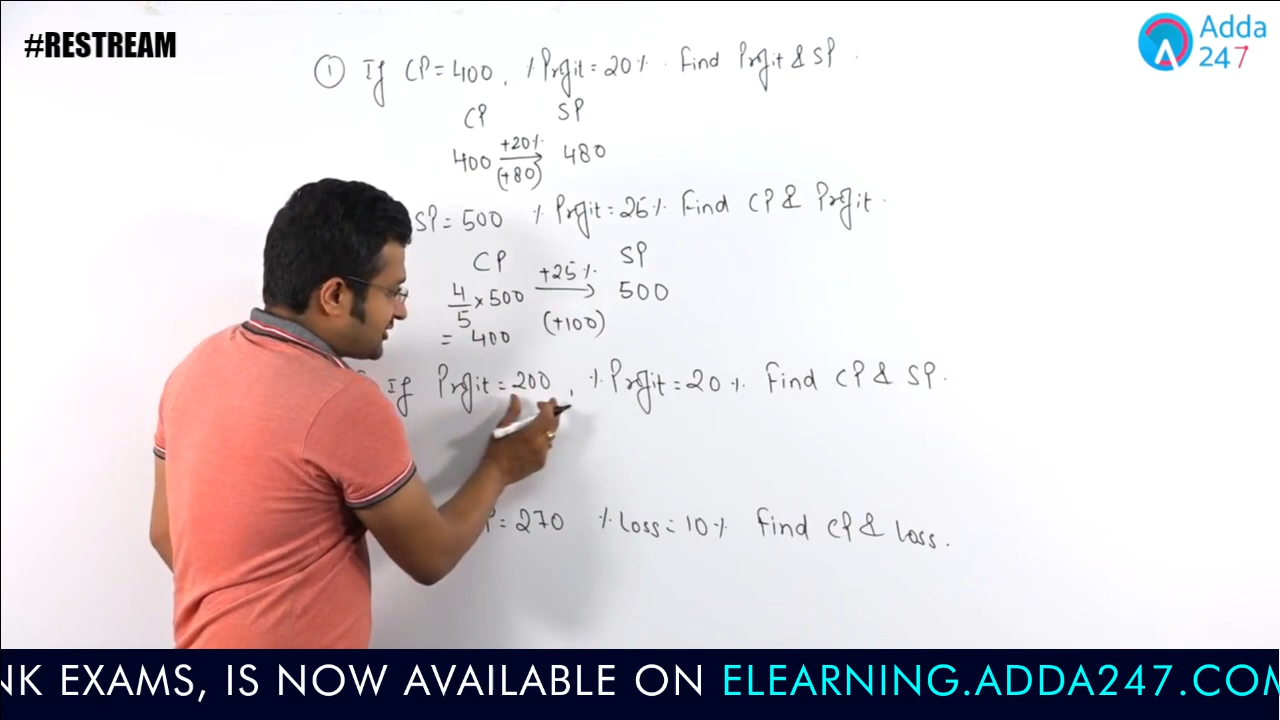 #RESTREAM
Adda
247
① If CP = 400, % Profit = 20%. Find Profit & SP.
CP SP
400 +20% 480
(+80)
SP = 500 % Profit = 25% Find CP & Profit.
CP SP
4/5 × 500 +25% 500
= 400 (+100)
If Profit = 200, % Profit = 20% Find CP & SP.
P = 270 % Loss = 10% Find CP & Loss.
NK EXAMS, IS NOW AVAILABLE ON ELEARNING.ADDA247.COM